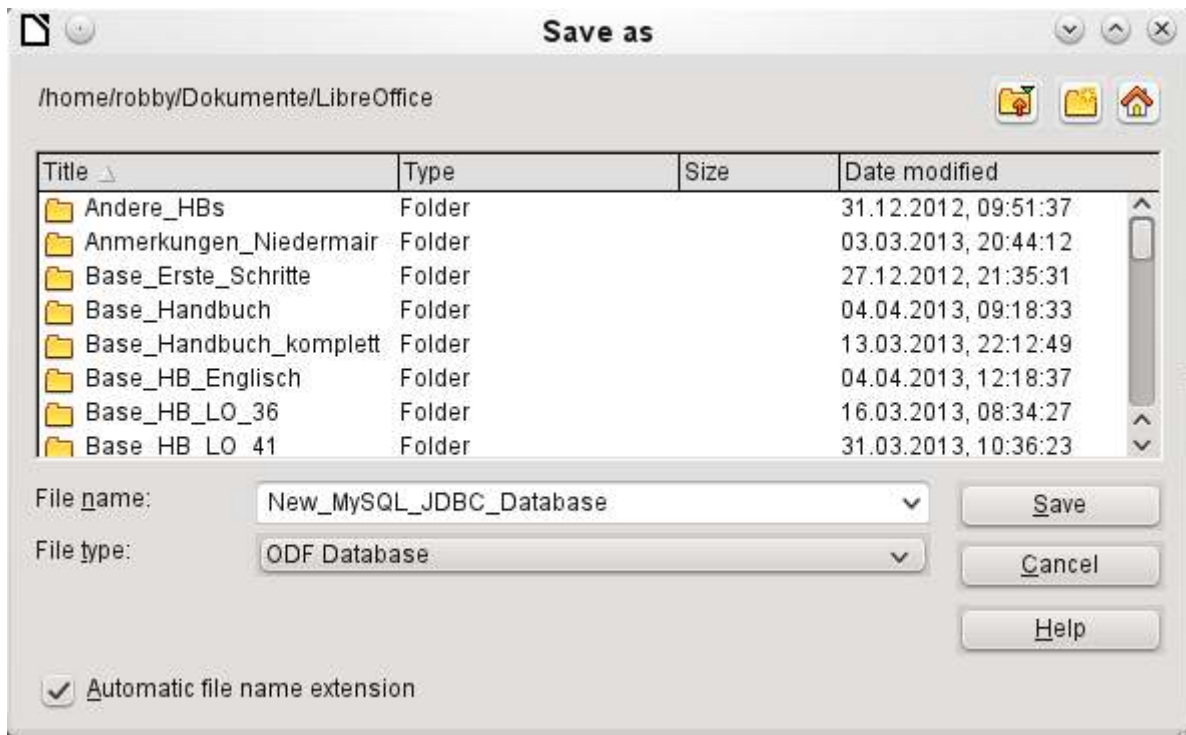 Save as
/home/robby/Dokumente/LibreOffice
Title Type Size Date modified
Andere_HBs Folder 31.12.2012, 09:51:37
Anmerkungen_Niedermair Folder 03.03.2013, 20:44:12
Base_Erste_Schritte Folder 27.12.2012, 21:35:31
Base_Handbuch Folder 04.04.2013, 09:18:33
Base_Handbuch_komplett Folder 13.03.2013, 22:12:49
Base_HB_Englisch Folder 04.04.2013, 12:18:37
Base_HB_LO_36 Folder 16.03.2013, 08:34:27
Base_HB_LO_41 Folder 31.03.2013, 10:36:23
File name: New_MySQL_JDBC_Database Save
File type: ODF Database
Cancel
Help
Automatic file name extension